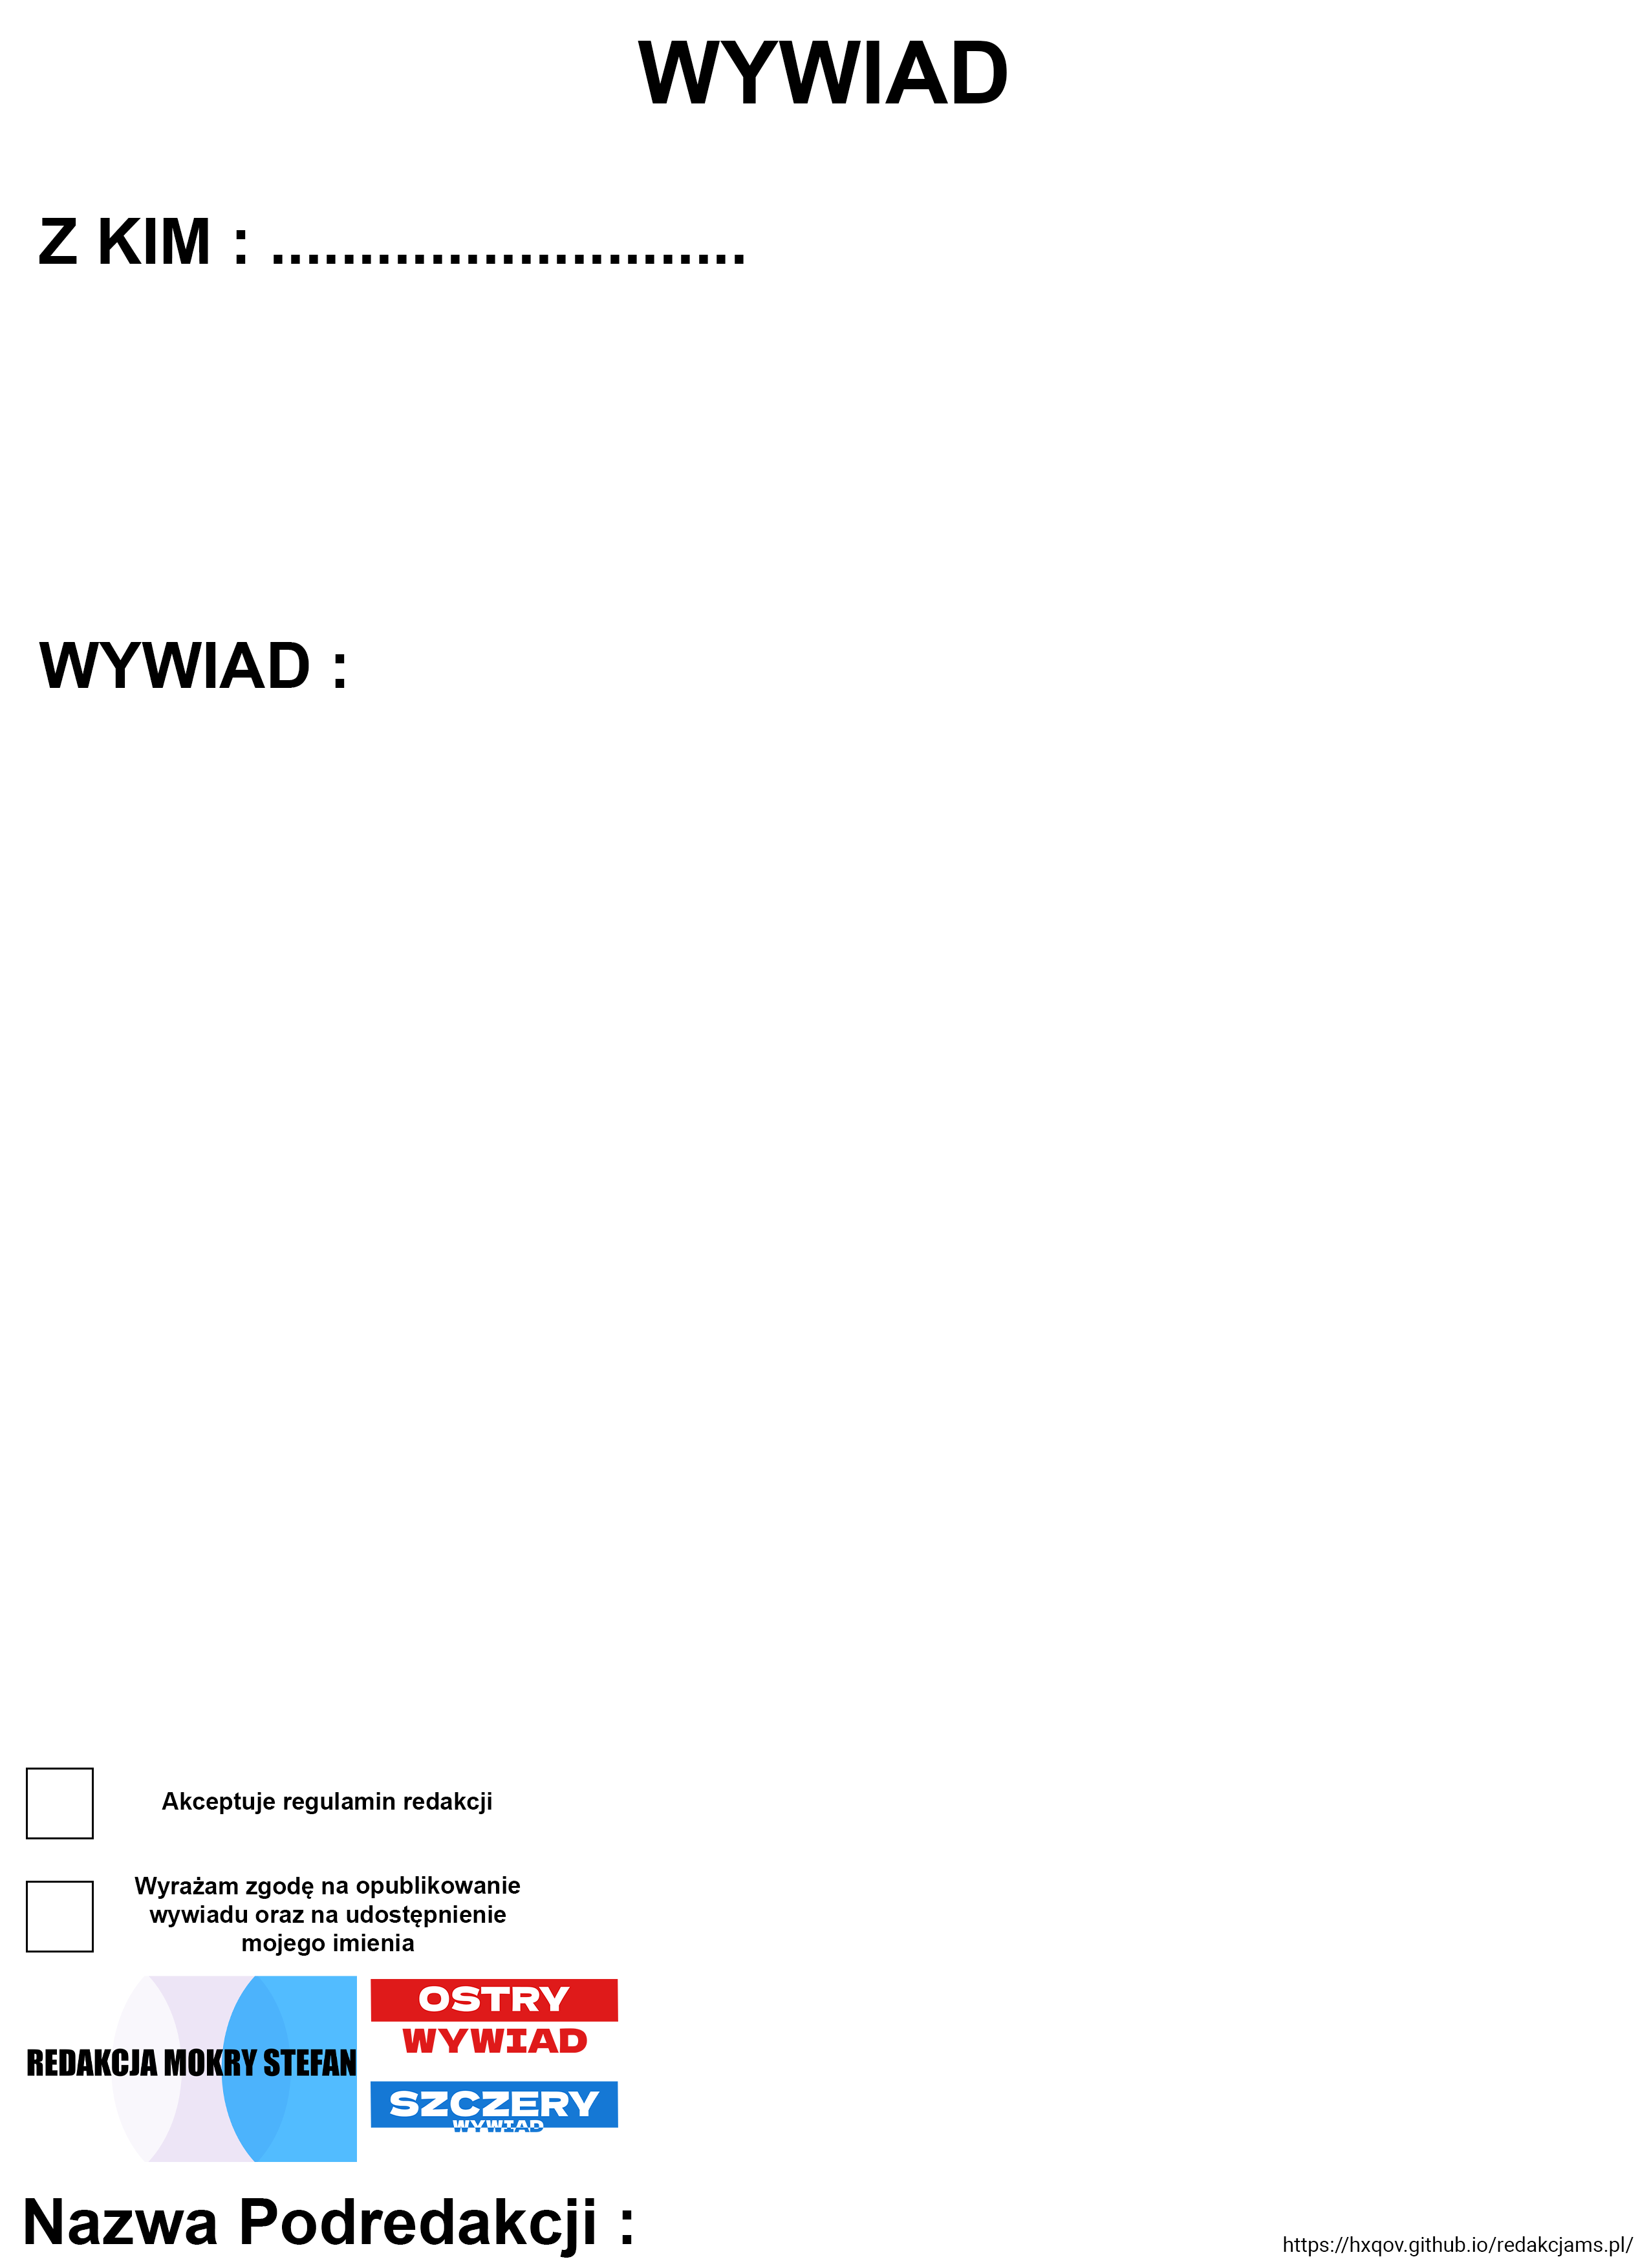 WYWIAD
Z KIM : ...........................
WYWIAD :
Akceptuje regulamin redakcji
Wyrażam zgodę na opublikowanie
wywiadu oraz na udostępnienie
mojego imienia
REDAKCJA MOKRY STEFAN
OSTRY
WYWIAD
SZCZERY
WYWIAD
Nazwa Podredakcji :
https://hxqov.github.io/redakcjams.pl/